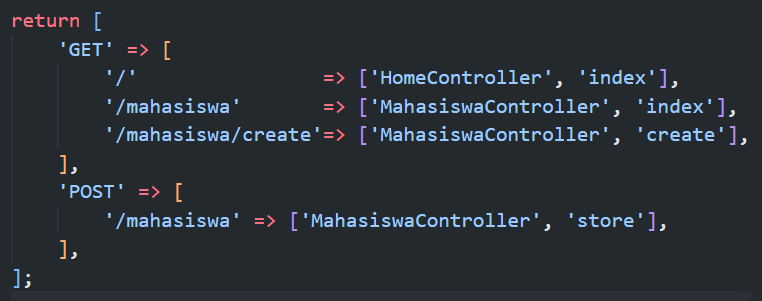 return [
    'GET' => [
        '/'                => ['HomeController', 'index'],
        '/mahasiswa'       => ['MahasiswaController', 'index'],
        '/mahasiswa/create'=> ['MahasiswaController', 'create'],
    ],
    'POST' => [
        '/mahasiswa' => ['MahasiswaController', 'store'],
    ],
];